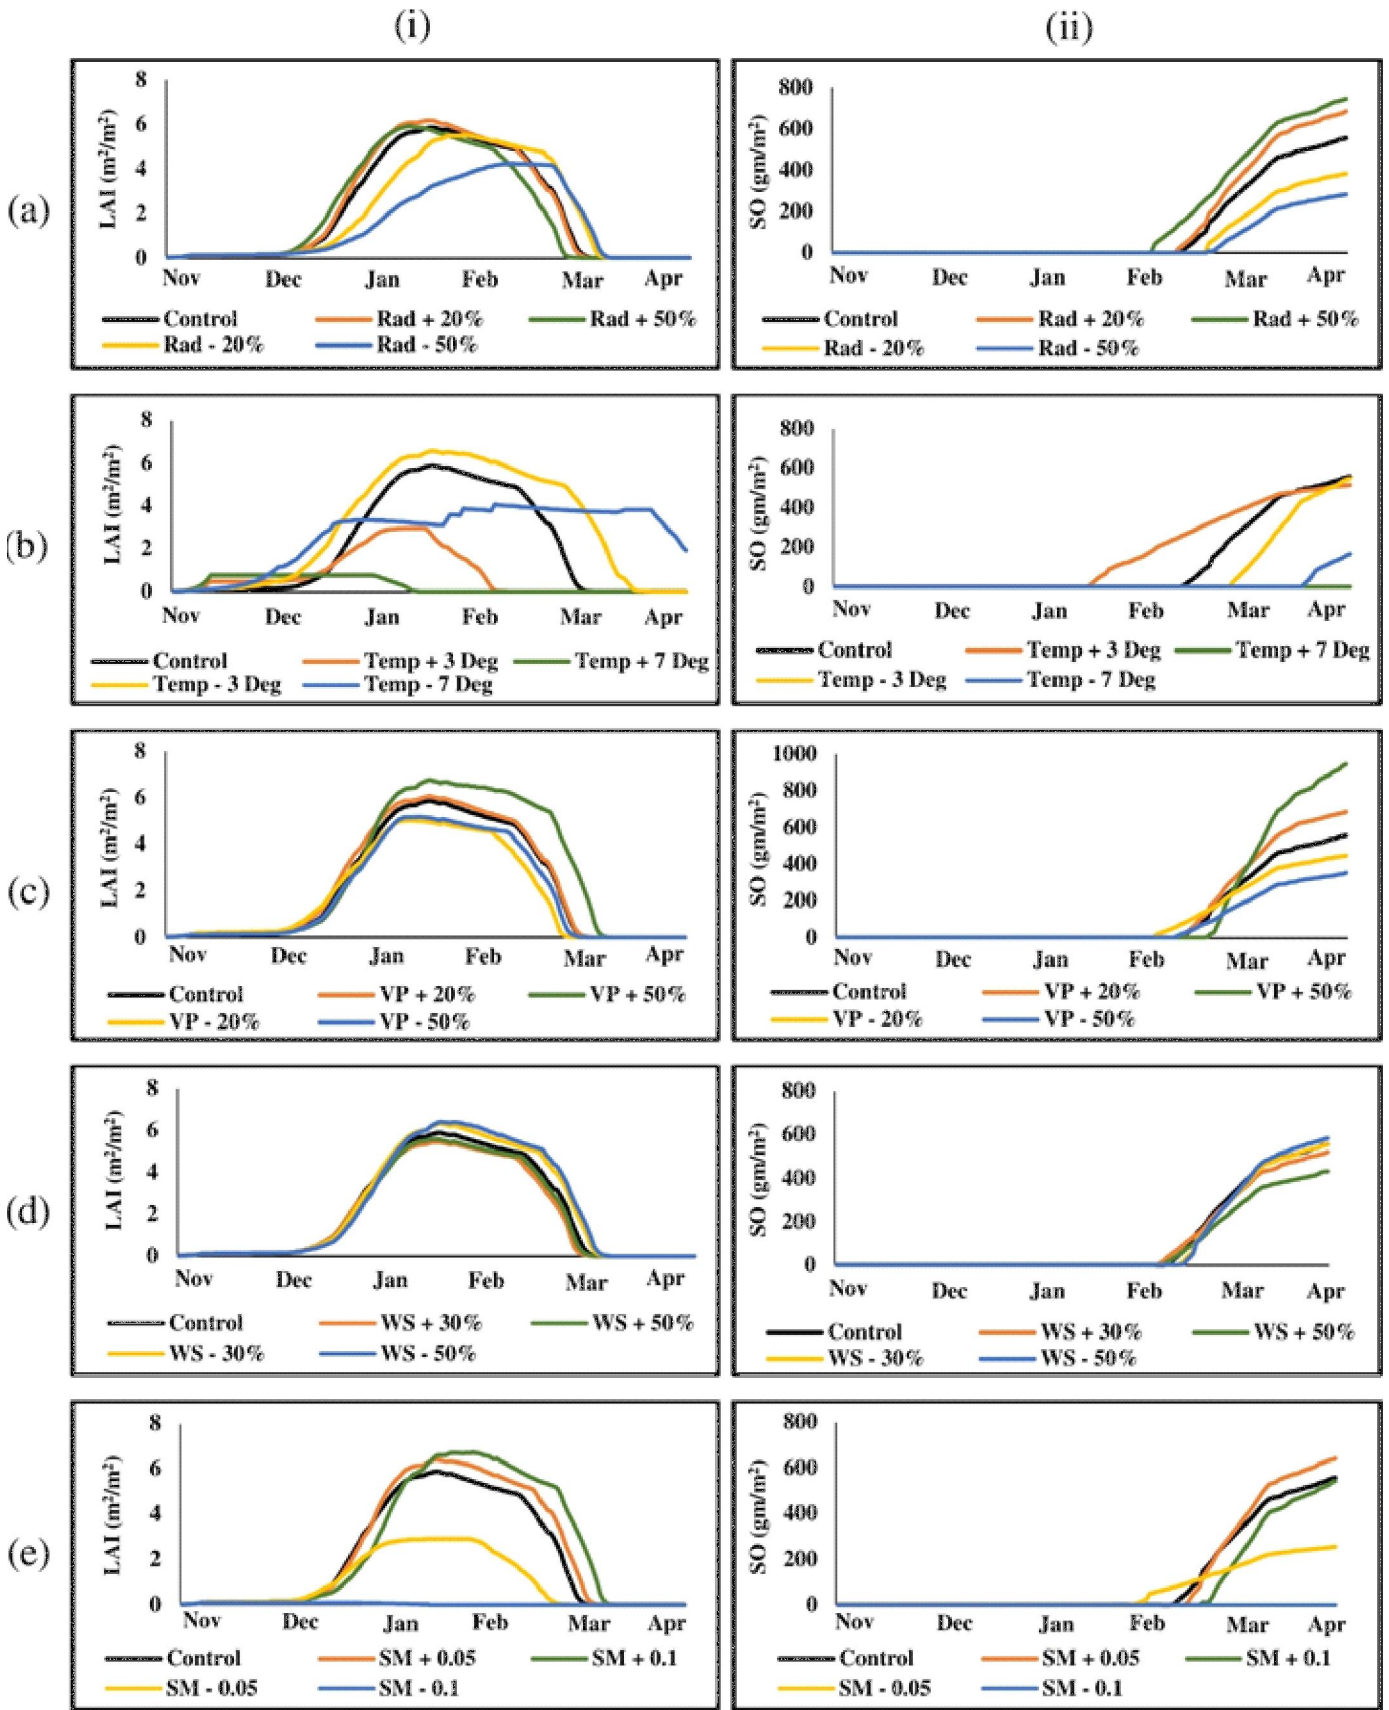 (i)
(ii)
(a)
LAI (m²/m²)
8
6
4
2
0
Nov Dec Jan Feb Mar Apr
Control Rad + 20% Rad + 50%
Rad - 20% Rad - 50%
SO (gm/m²)
800
600
400
200
0
Nov Dec Jan Feb Mar Apr
Control Rad + 20% Rad + 50%
Rad - 20% Rad - 50%
(b)
LAI (m²/m²)
8
6
4
2
0
Nov Dec Jan Feb Mar Apr
Control Temp + 3 Deg Temp + 7 Deg
Temp - 3 Deg Temp - 7 Deg
SO (gm/m²)
800
600
400
200
0
Nov Dec Jan Feb Mar Apr
Control Temp + 3 Deg Temp + 7 Deg
Temp - 3 Deg Temp - 7 Deg
(c)
LAI (m²/m²)
8
6
4
2
0
Nov Dec Jan Feb Mar Apr
Control VP + 20% VP + 50%
VP - 20% VP - 50%
SO (gm/m²)
1000
800
600
400
200
0
Nov Dec Jan Feb Mar Apr
Control VP + 20% VP + 50%
VP - 20% VP - 50%
(d)
LAI (m²/m²)
8
6
4
2
0
Nov Dec Jan Feb Mar Apr
Control WS + 30% WS + 50%
WS - 30% WS - 50%
SO (gm/m²)
800
600
400
200
0
Nov Dec Jan Feb Mar Apr
Control WS + 30% WS + 50%
WS - 30% WS - 50%
(e)
LAI (m²/m²)
8
6
4
2
0
Nov Dec Jan Feb Mar Apr
Control SM + 0.05 SM + 0.1
SM - 0.05 SM - 0.1
SO (gm/m²)
800
600
400
200
0
Nov Dec Jan Feb Mar Apr
Control SM + 0.05 SM + 0.1
SM - 0.05 SM - 0.1